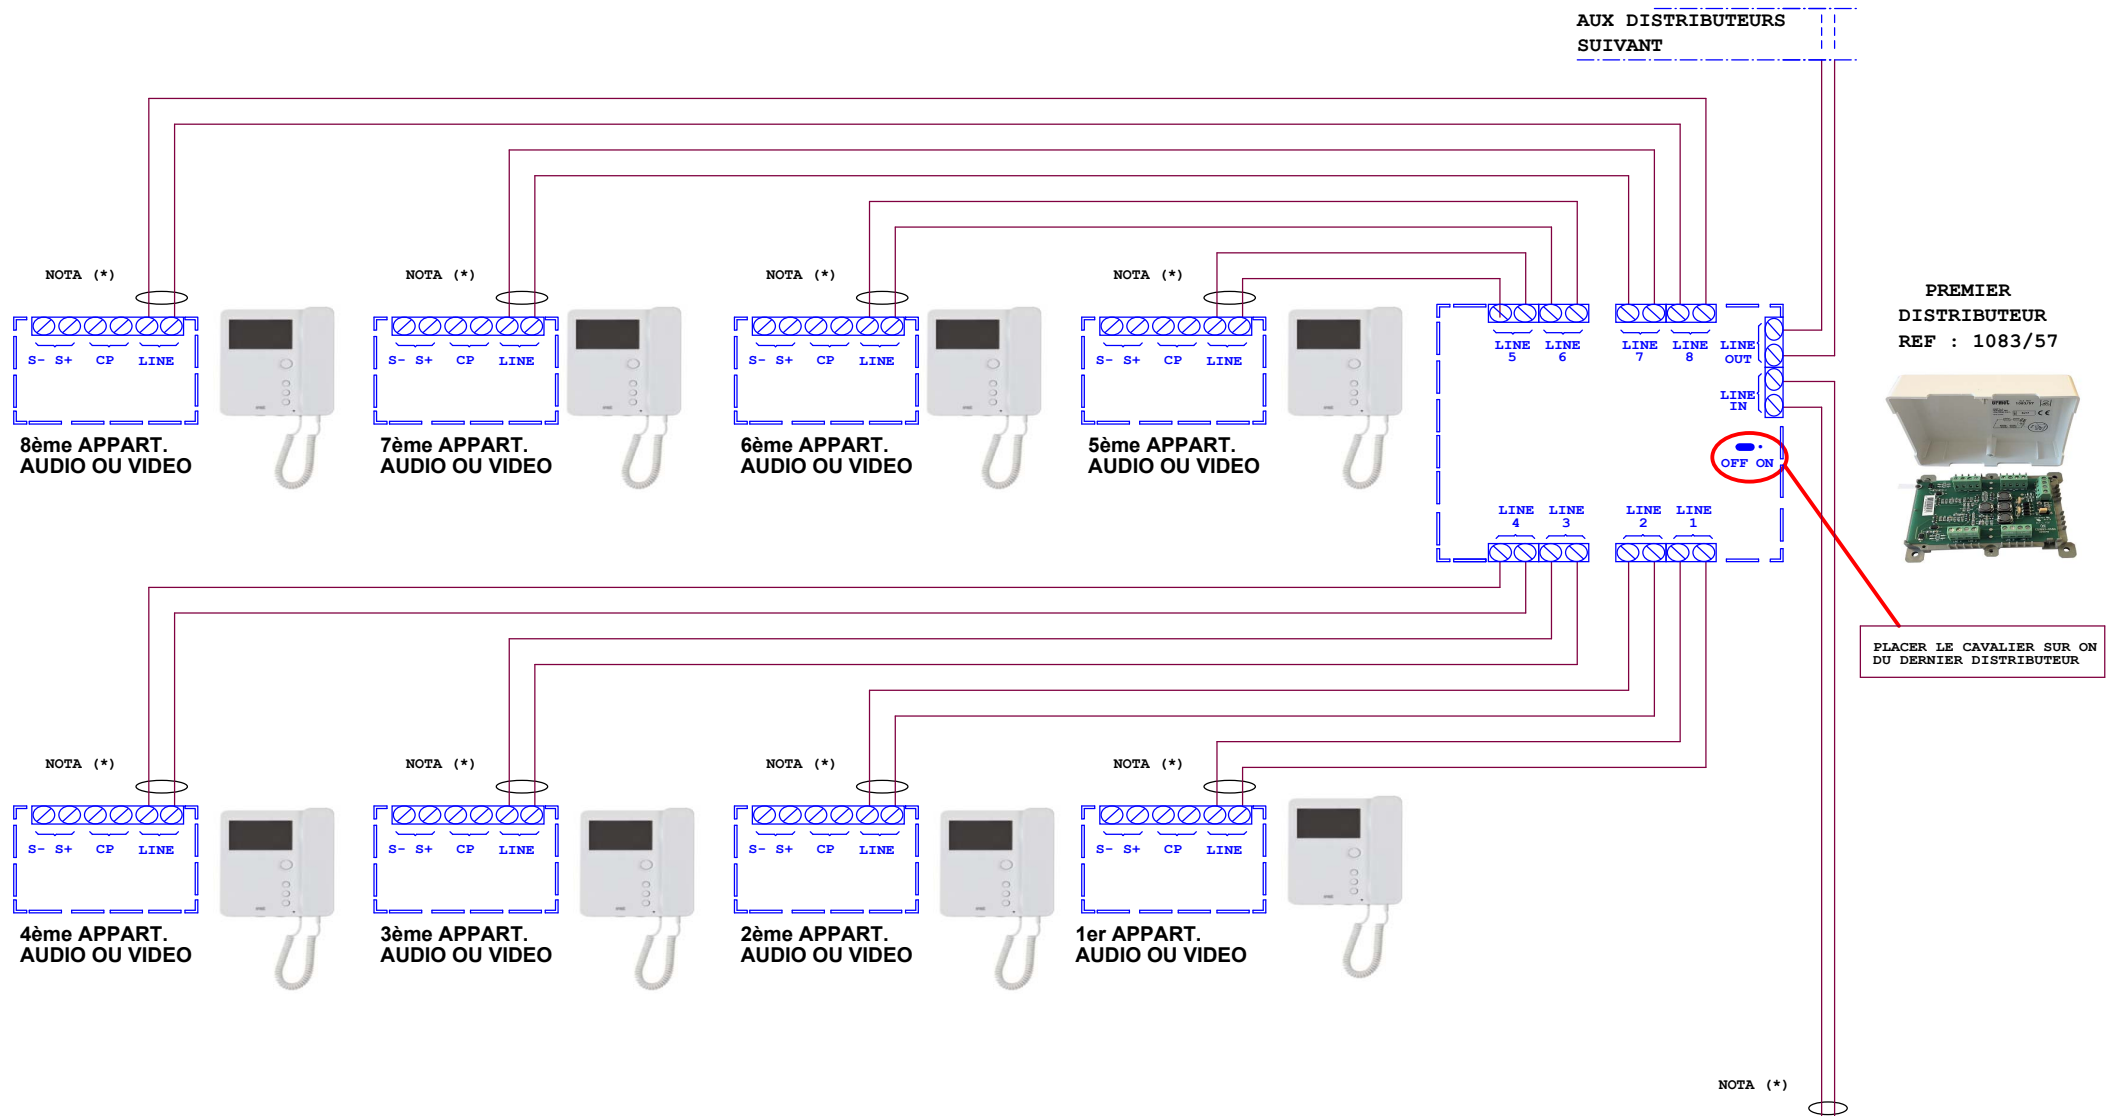 AUX DISTRIBUTEURS
SUIVANT
NOTA (*)
NOTA (*)
NOTA (*)
NOTA (*)
S- S+ CP LINE
S- S+ CP LINE
S- S+ CP LINE
S- S+ CP LINE
8ème APPART.
AUDIO OU VIDEO
7ème APPART.
AUDIO OU VIDEO
6ème APPART.
AUDIO OU VIDEO
5ème APPART.
AUDIO OU VIDEO
LINE
5
LINE
6
LINE
7
LINE
8
LINE
OUT
LINE
IN
OFF ON
LINE
4
LINE
3
LINE
2
LINE
1
PREMIER
DISTRIBUTEUR
REF : 1083/57
urmet
PLACER LE CAVALIER SUR ON
DU DERNIER DISTRIBUTEUR
NOTA (*)
NOTA (*)
NOTA (*)
NOTA (*)
S- S+ CP LINE
S- S+ CP LINE
S- S+ CP LINE
S- S+ CP LINE
4ème APPART.
AUDIO OU VIDEO
3ème APPART.
AUDIO OU VIDEO
2ème APPART.
AUDIO OU VIDEO
1er APPART.
AUDIO OU VIDEO
NOTA (*)